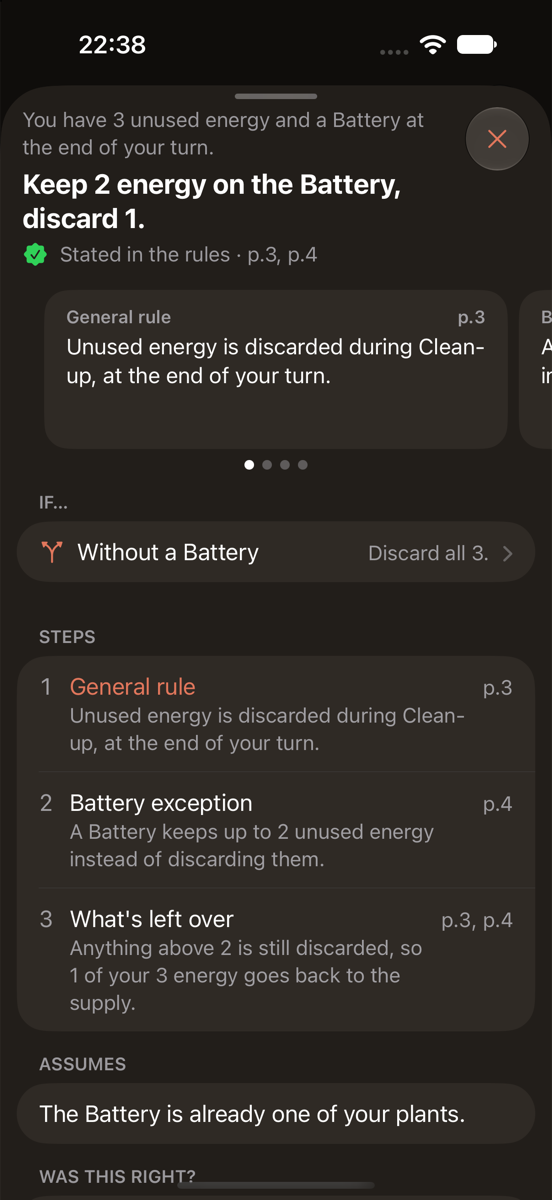 22:38
You have 3 unused energy and a Battery at
the end of your turn.
Keep 2 energy on the Battery,
discard 1.
Stated in the rules · p.3, p.4
General rule p.3
Unused energy is discarded during Clean-
up, at the end of your turn.
B
A
in
IF...
Without a Battery Discard all 3.
STEPS
1 General rule p.3
Unused energy is discarded during Clean-
up, at the end of your turn.
2 Battery exception p.4
A Battery keeps up to 2 unused energy
instead of discarding them.
3 What's left over p.3, p.4
Anything above 2 is still discarded, so
1 of your 3 energy goes back to the
supply.
ASSUMES
The Battery is already one of your plants.
WAS THIS RIGHT?